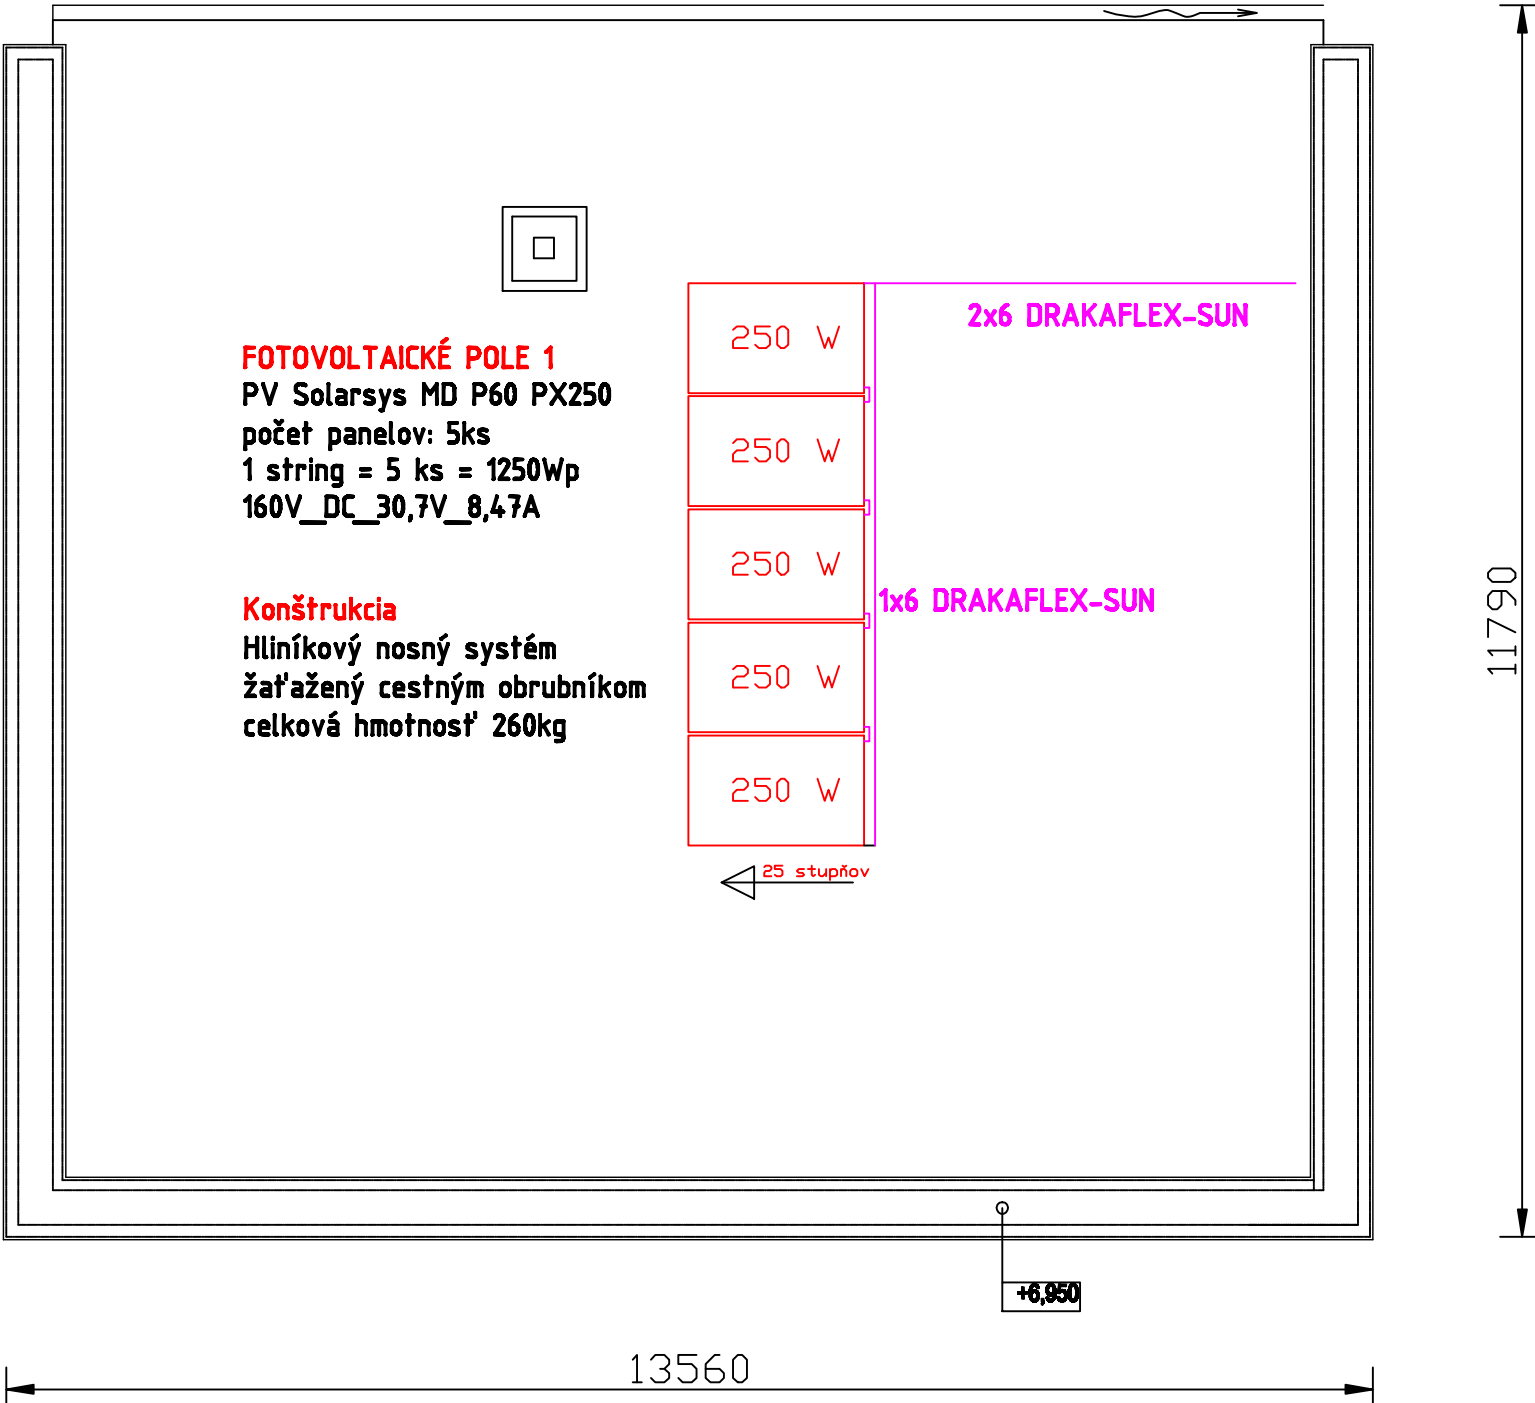 250 W
2x6 DRAKAFLEX-SUN
FOTOVOLTAICKÉ POLE 1
PV Solarsys MD P60 PX250
počet panelov: 5ks
1 string = 5 ks = 1250Wp
160V_DC_30,7V_8,47A
250 W
250 W
Konštrukcia
Hliníkový nosný systém
žaťažený cestným obrubníkom
celková hmotnosť 260kg
1x6 DRAKAFLEX-SUN
11790
250 W
250 W
25 stupňov
+6,950
13560